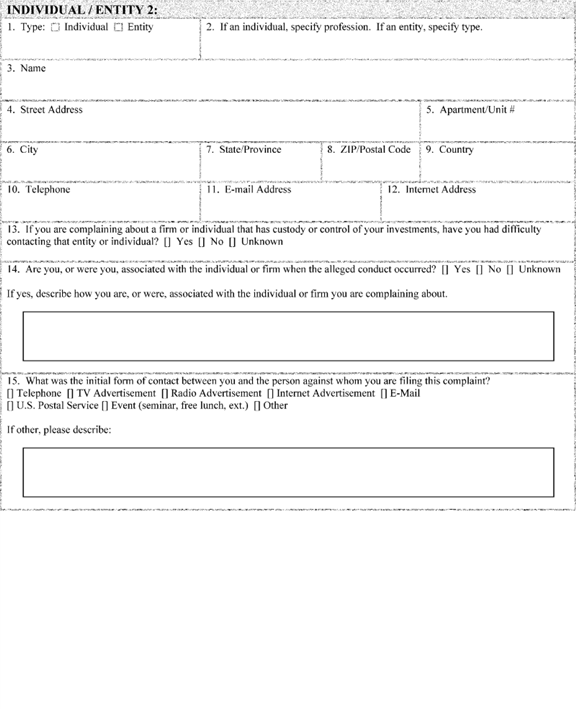 INDIVIDUAL / ENTITY 2:
1. Type: ☐ Individual ☐ Entity
2. If an individual, specify profession. If an entity, specify type.
3. Name
4. Street Address
5. Apartment/Unit #
6. City
7. State/Province
8. ZIP/Postal Code
9. Country
10. Telephone
11. E-mail Address
12. Internet Address
13. If you are complaining about a firm or individual that has custody or control of your investments, have you had difficulty
contacting that entity or individual? [] Yes [] No [] Unknown
14. Are you, or were you, associated with the individual or firm when the alleged conduct occurred? [] Yes [] No [] Unknown
If yes, describe how you are, or were, associated with the individual or firm you are complaining about.
15. What was the initial form of contact between you and the person against whom you are filing this complaint?
[] Telephone [] TV Advertisement [] Radio Advertisement [] Internet Advertisement [] E-Mail
[] U.S. Postal Service [] Event (seminar, free lunch, ext.) [] Other
If other, please describe: